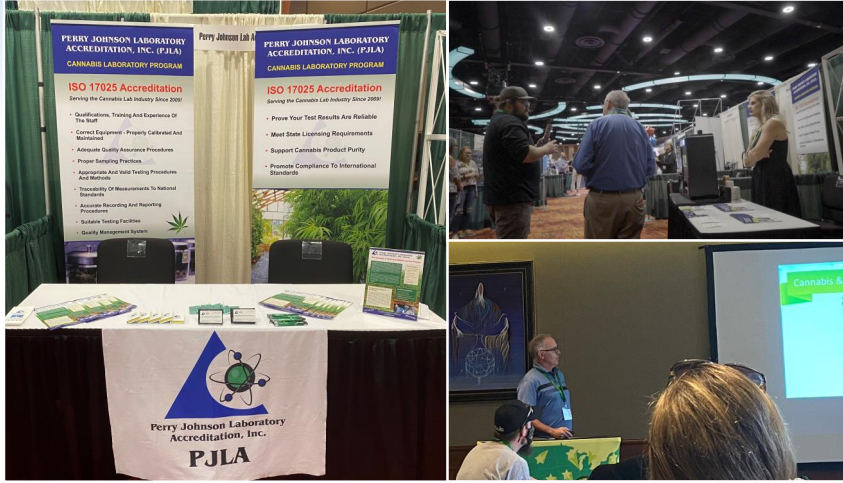 PERRY JOHNSON LABORATORY
ACCREDITATION, INC. (PJLA)
CANNABIS LABORATORY PROGRAM
ISO 17025 Accreditation
Serving the Cannabis Lab Industry Since 2009!
• Qualifications, Training And Experience Of
The Staff
• Correct Equipment - Properly Calibrated And
Maintained
• Adequate Quality Assurance Procedures
• Proper Sampling Practices
• Appropriate And Valid Testing Procedures
And Methods
• Traceability Of Measurements To National
Standards
• Accurate Recording And Reporting
Procedures
• Suitable Testing Facilities
• Quality Management System
Perry Johnson Lab Ac
PERRY JOHNSON LABORATORY
ACCREDITATION, INC. (PJLA)
CANNABIS LABORATORY PROGRAM
ISO 17025 Accreditation
Serving the Cannabis Lab Industry Since 2009!
• Prove Your Test Results Are Reliable
• Meet State Licensing Requirements
• Support Cannabis Product Purity
• Promote Compliance To International
Standards
Perry Johnson Laboratory
Accreditation, Inc.
PJLA
Cannabis &